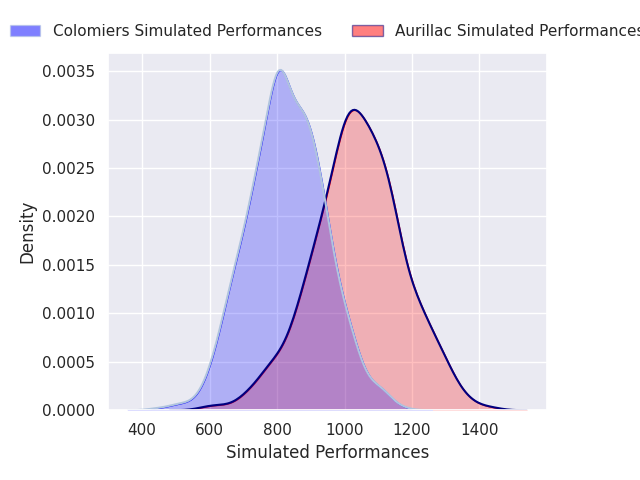 Colomiers Simulated Performances Aurillac Simulated Performances
0.0035
0.0030
0.0025
0.0020
0.0015
0.0010
0.0005
0.0000
Density
400 600 800 1000 1200 1400
Simulated Performances